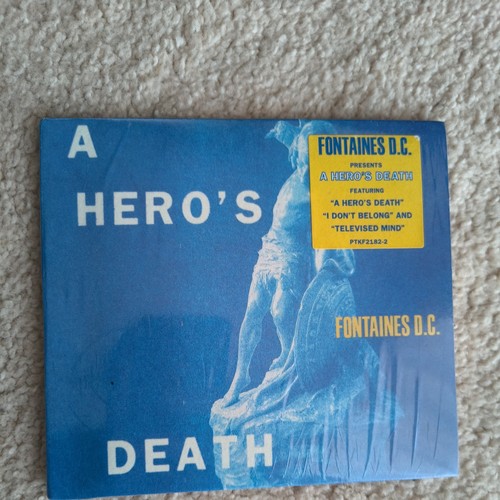 A
HERO'S
DEATH
FONTAINES D.C.
PRESENTS
A HERO'S DEATH
FEATURING
"A HERO'S DEATH"
"I DON'T BELONG" AND
"TELEVISED MIND"
PTKF2182-2
FONTAINES D.C.